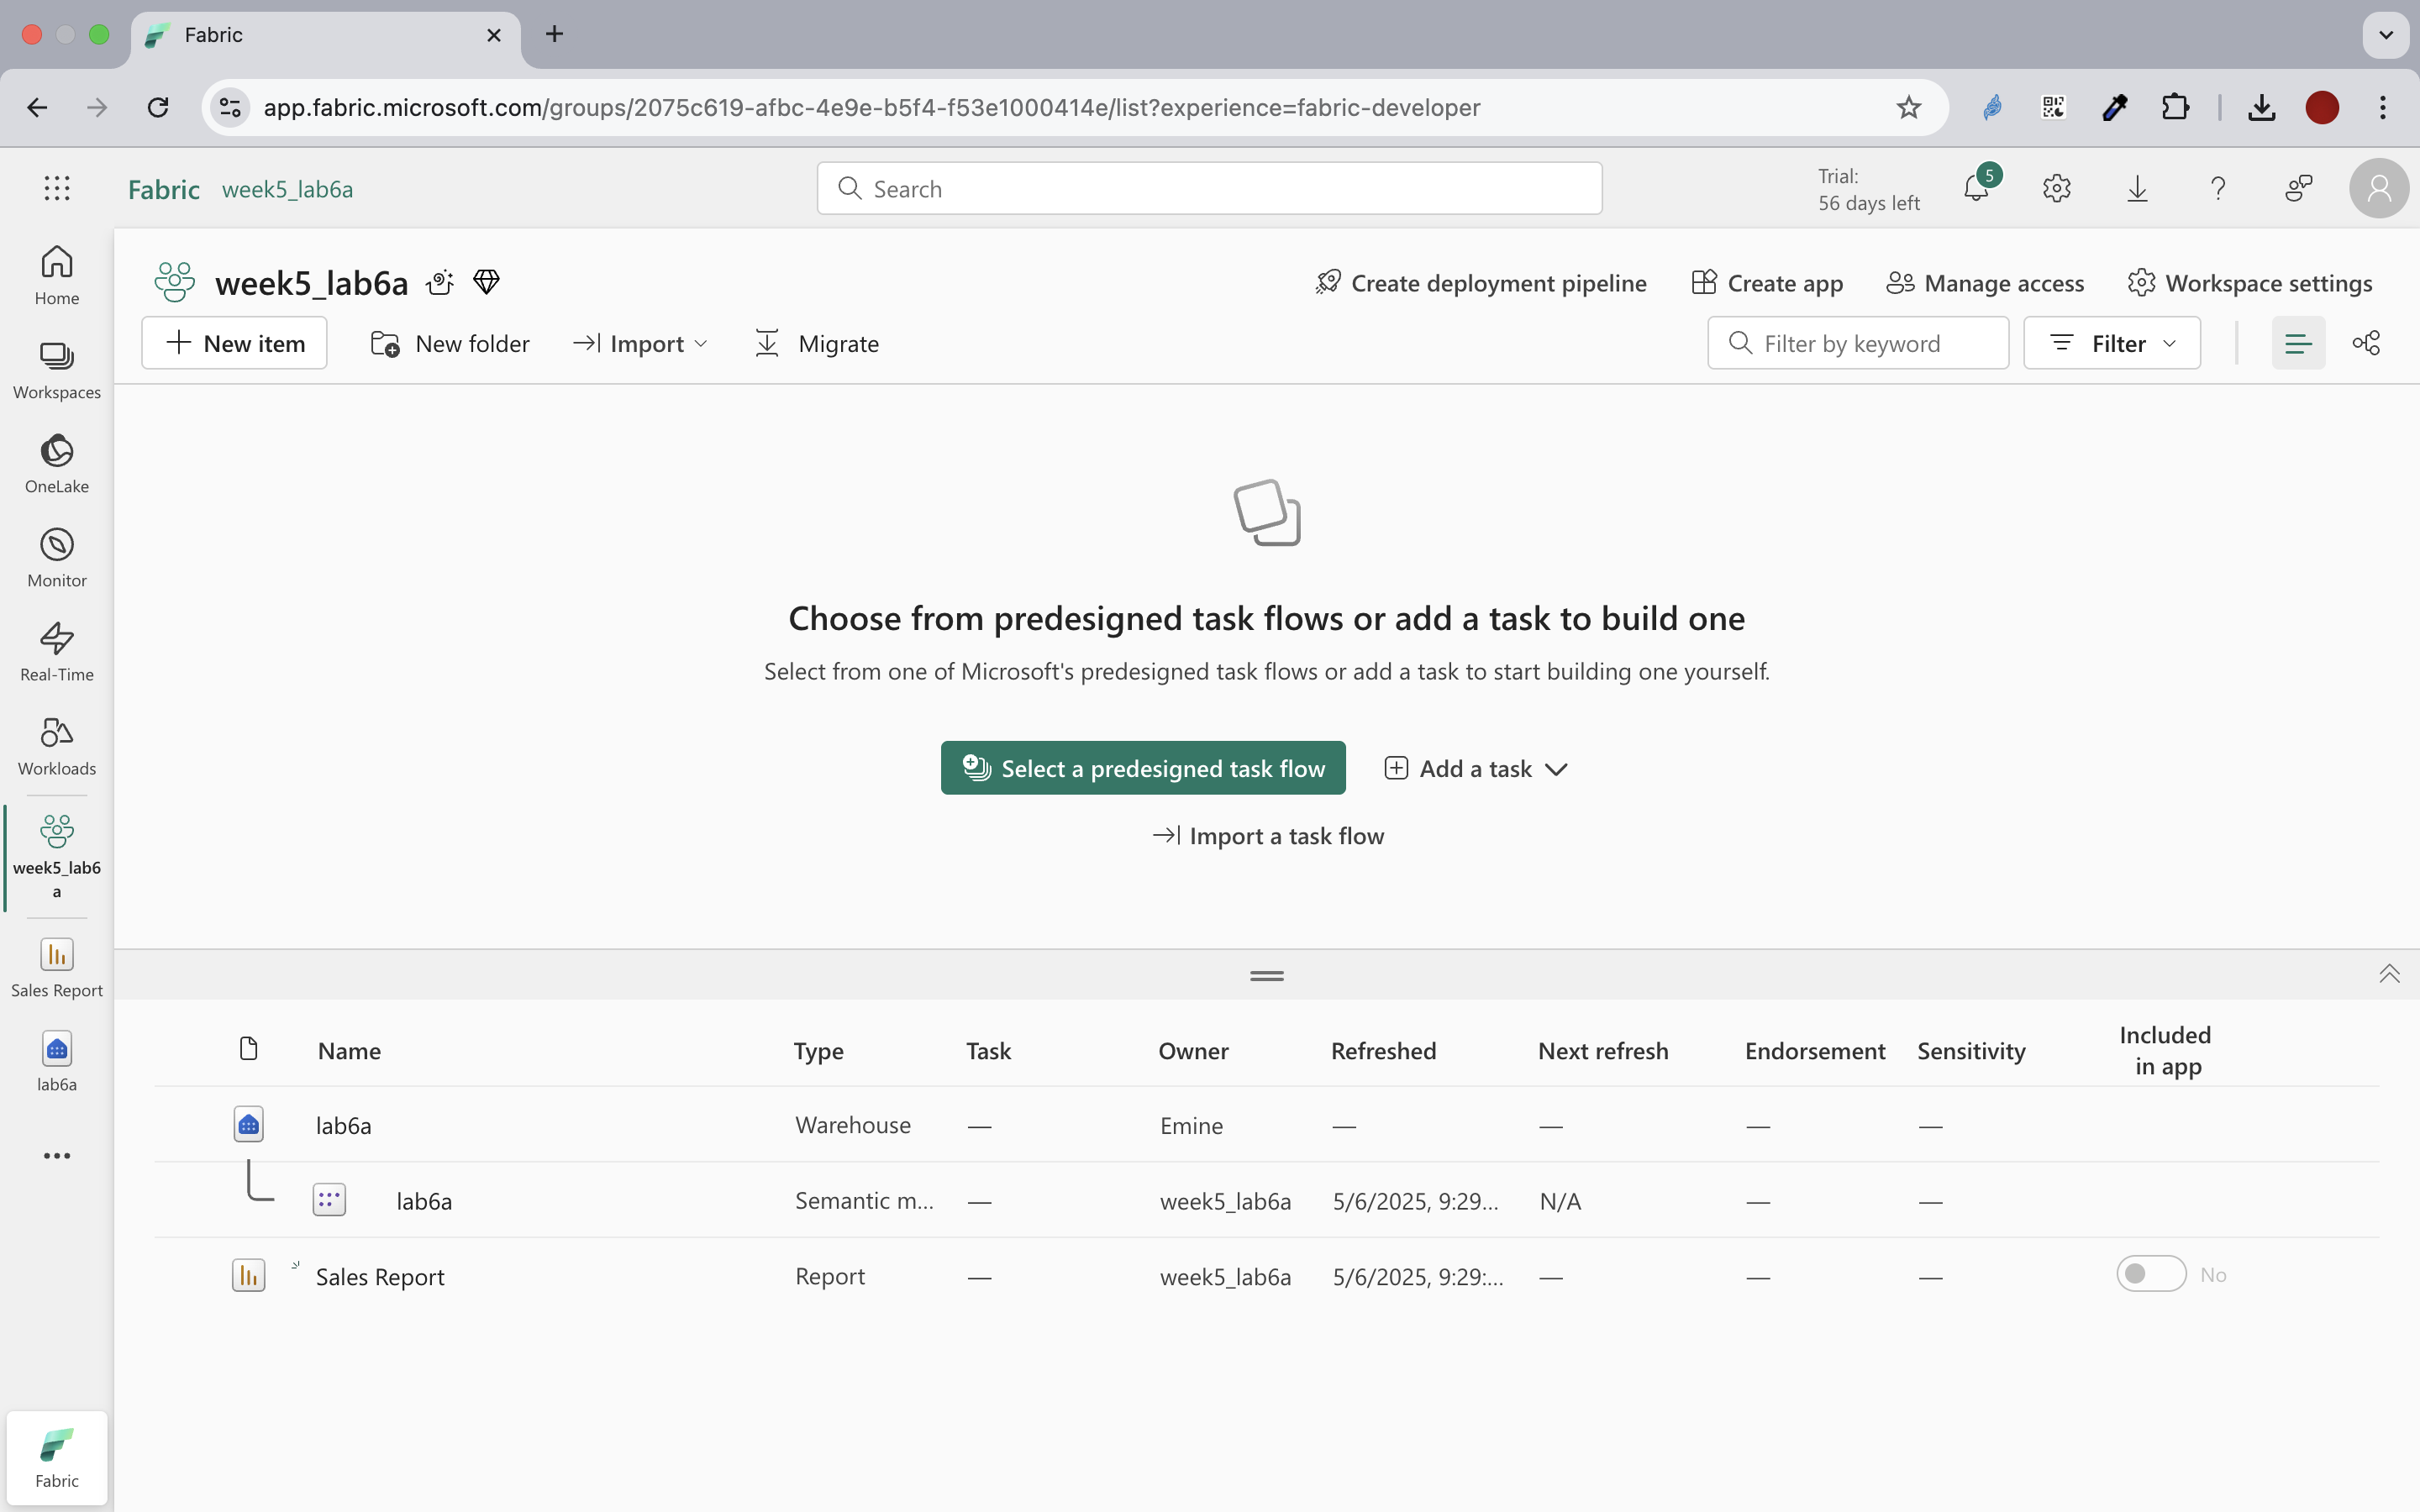 Fabric
app.fabric.microsoft.com/groups/2075c619-afbc-4e9e-b5f4-f53e1000414e/list?experience=fabric-developer
Fabric week5_lab6a
Search
Trial:
56 days left
5
Home
Workspaces
OneLake
Monitor
Real-Time
Workloads
week5_lab6
a
Sales Report
lab6a
Fabric
week5_lab6a
Create deployment pipeline Create app Manage access Workspace settings
New item New folder Import Migrate
Filter by keyword Filter
Choose from predesigned task flows or add a task to build one
Select from one of Microsoft's predesigned task flows or add a task to start building one yourself.
Select a predesigned task flow Add a task
Import a task flow
Name Type Task Owner Refreshed Next refresh Endorsement Sensitivity Included
in app
lab6a Warehouse — Emine — — — —
lab6a Semantic m... — week5_lab6a 5/6/2025, 9:29... N/A — —
Sales Report Report — week5_lab6a 5/6/2025, 9:29:... — — — No